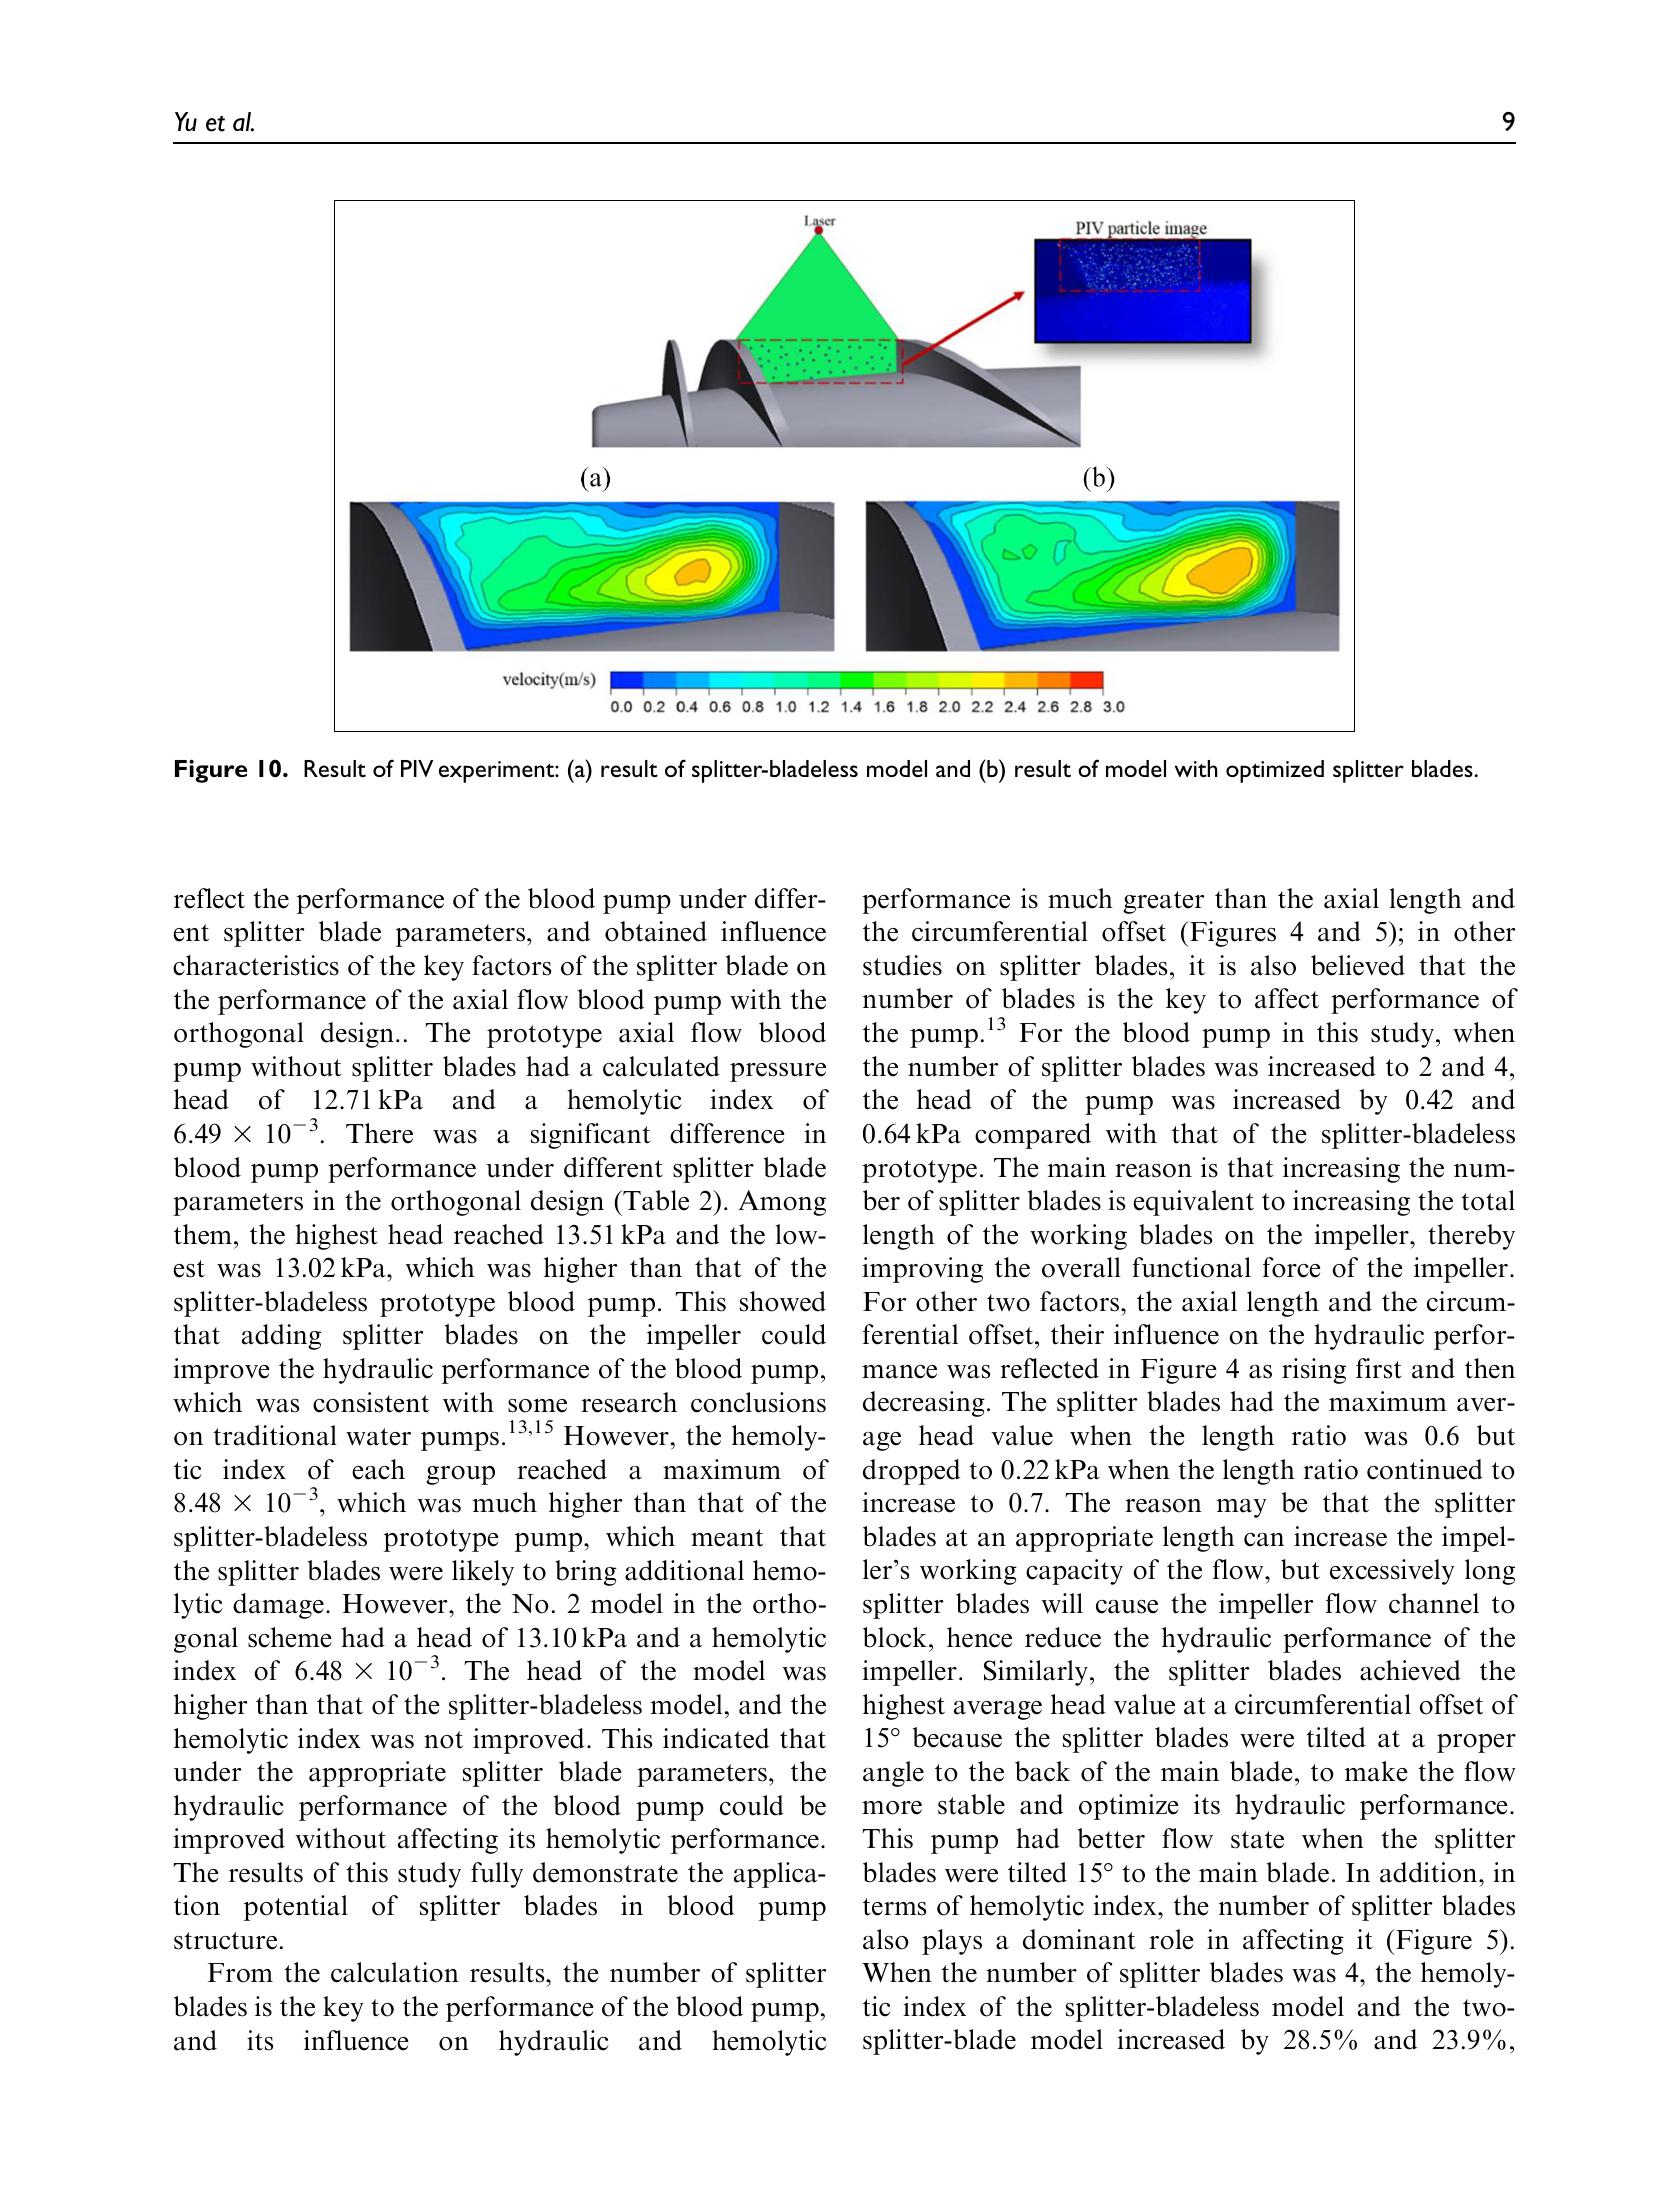 Yu et al.
9
Laser
PIV particle image
(a)
(b)
velocity(m/s)
0.0 0.2 0.4 0.6 0.8 1.0 1.2 1.4 1.6 1.8 2.0 2.2 2.4 2.6 2.8 3.0
Figure 10. Result of PIV experiment: (a) result of splitter-bladeless model and (b) result of model with optimized splitter blades.
reflect the performance of the blood pump under differ-
ent splitter blade parameters, and obtained influence
characteristics of the key factors of the splitter blade on
the performance of the axial flow blood pump with the
orthogonal design.. The prototype axial flow blood
pump without splitter blades had a calculated pressure
head of 12.71 kPa and a hemolytic index of
6.49 × 10⁻³. There was a significant difference in
blood pump performance under different splitter blade
parameters in the orthogonal design (Table 2). Among
them, the highest head reached 13.51 kPa and the low-
est was 13.02 kPa, which was higher than that of the
splitter-bladeless prototype blood pump. This showed
that adding splitter blades on the impeller could
improve the hydraulic performance of the blood pump,
which was consistent with some research conclusions
on traditional water pumps.¹³,¹⁵ However, the hemoly-
tic index of each group reached a maximum of
8.48 × 10⁻³, which was much higher than that of the
splitter-bladeless prototype pump, which meant that
the splitter blades were likely to bring additional hemo-
lytic damage. However, the No. 2 model in the ortho-
gonal scheme had a head of 13.10 kPa and a hemolytic
index of 6.48 × 10⁻³. The head of the model was
higher than that of the splitter-bladeless model, and the
hemolytic index was not improved. This indicated that
under the appropriate splitter blade parameters, the
hydraulic performance of the blood pump could be
improved without affecting its hemolytic performance.
The results of this study fully demonstrate the applica-
tion potential of splitter blades in blood pump
structure.
From the calculation results, the number of splitter
blades is the key to the performance of the blood pump,
and its influence on hydraulic and hemolytic
performance is much greater than the axial length and
the circumferential offset (Figures 4 and 5); in other
studies on splitter blades, it is also believed that the
number of blades is the key to affect performance of
the pump.¹³ For the blood pump in this study, when
the number of splitter blades was increased to 2 and 4,
the head of the pump was increased by 0.42 and
0.64 kPa compared with that of the splitter-bladeless
prototype. The main reason is that increasing the num-
ber of splitter blades is equivalent to increasing the total
length of the working blades on the impeller, thereby
improving the overall functional force of the impeller.
For other two factors, the axial length and the circum-
ferential offset, their influence on the hydraulic perfor-
mance was reflected in Figure 4 as rising first and then
decreasing. The splitter blades had the maximum aver-
age head value when the length ratio was 0.6 but
dropped to 0.22 kPa when the length ratio continued to
increase to 0.7. The reason may be that the splitter
blades at an appropriate length can increase the impel-
ler's working capacity of the flow, but excessively long
splitter blades will cause the impeller flow channel to
block, hence reduce the hydraulic performance of the
impeller. Similarly, the splitter blades achieved the
highest average head value at a circumferential offset of
15° because the splitter blades were tilted at a proper
angle to the back of the main blade, to make the flow
more stable and optimize its hydraulic performance.
This pump had better flow state when the splitter
blades were tilted 15° to the main blade. In addition, in
terms of hemolytic index, the number of splitter blades
also plays a dominant role in affecting it (Figure 5).
When the number of splitter blades was 4, the hemoly-
tic index of the splitter-bladeless model and the two-
splitter-blade model increased by 28.5% and 23.9%,